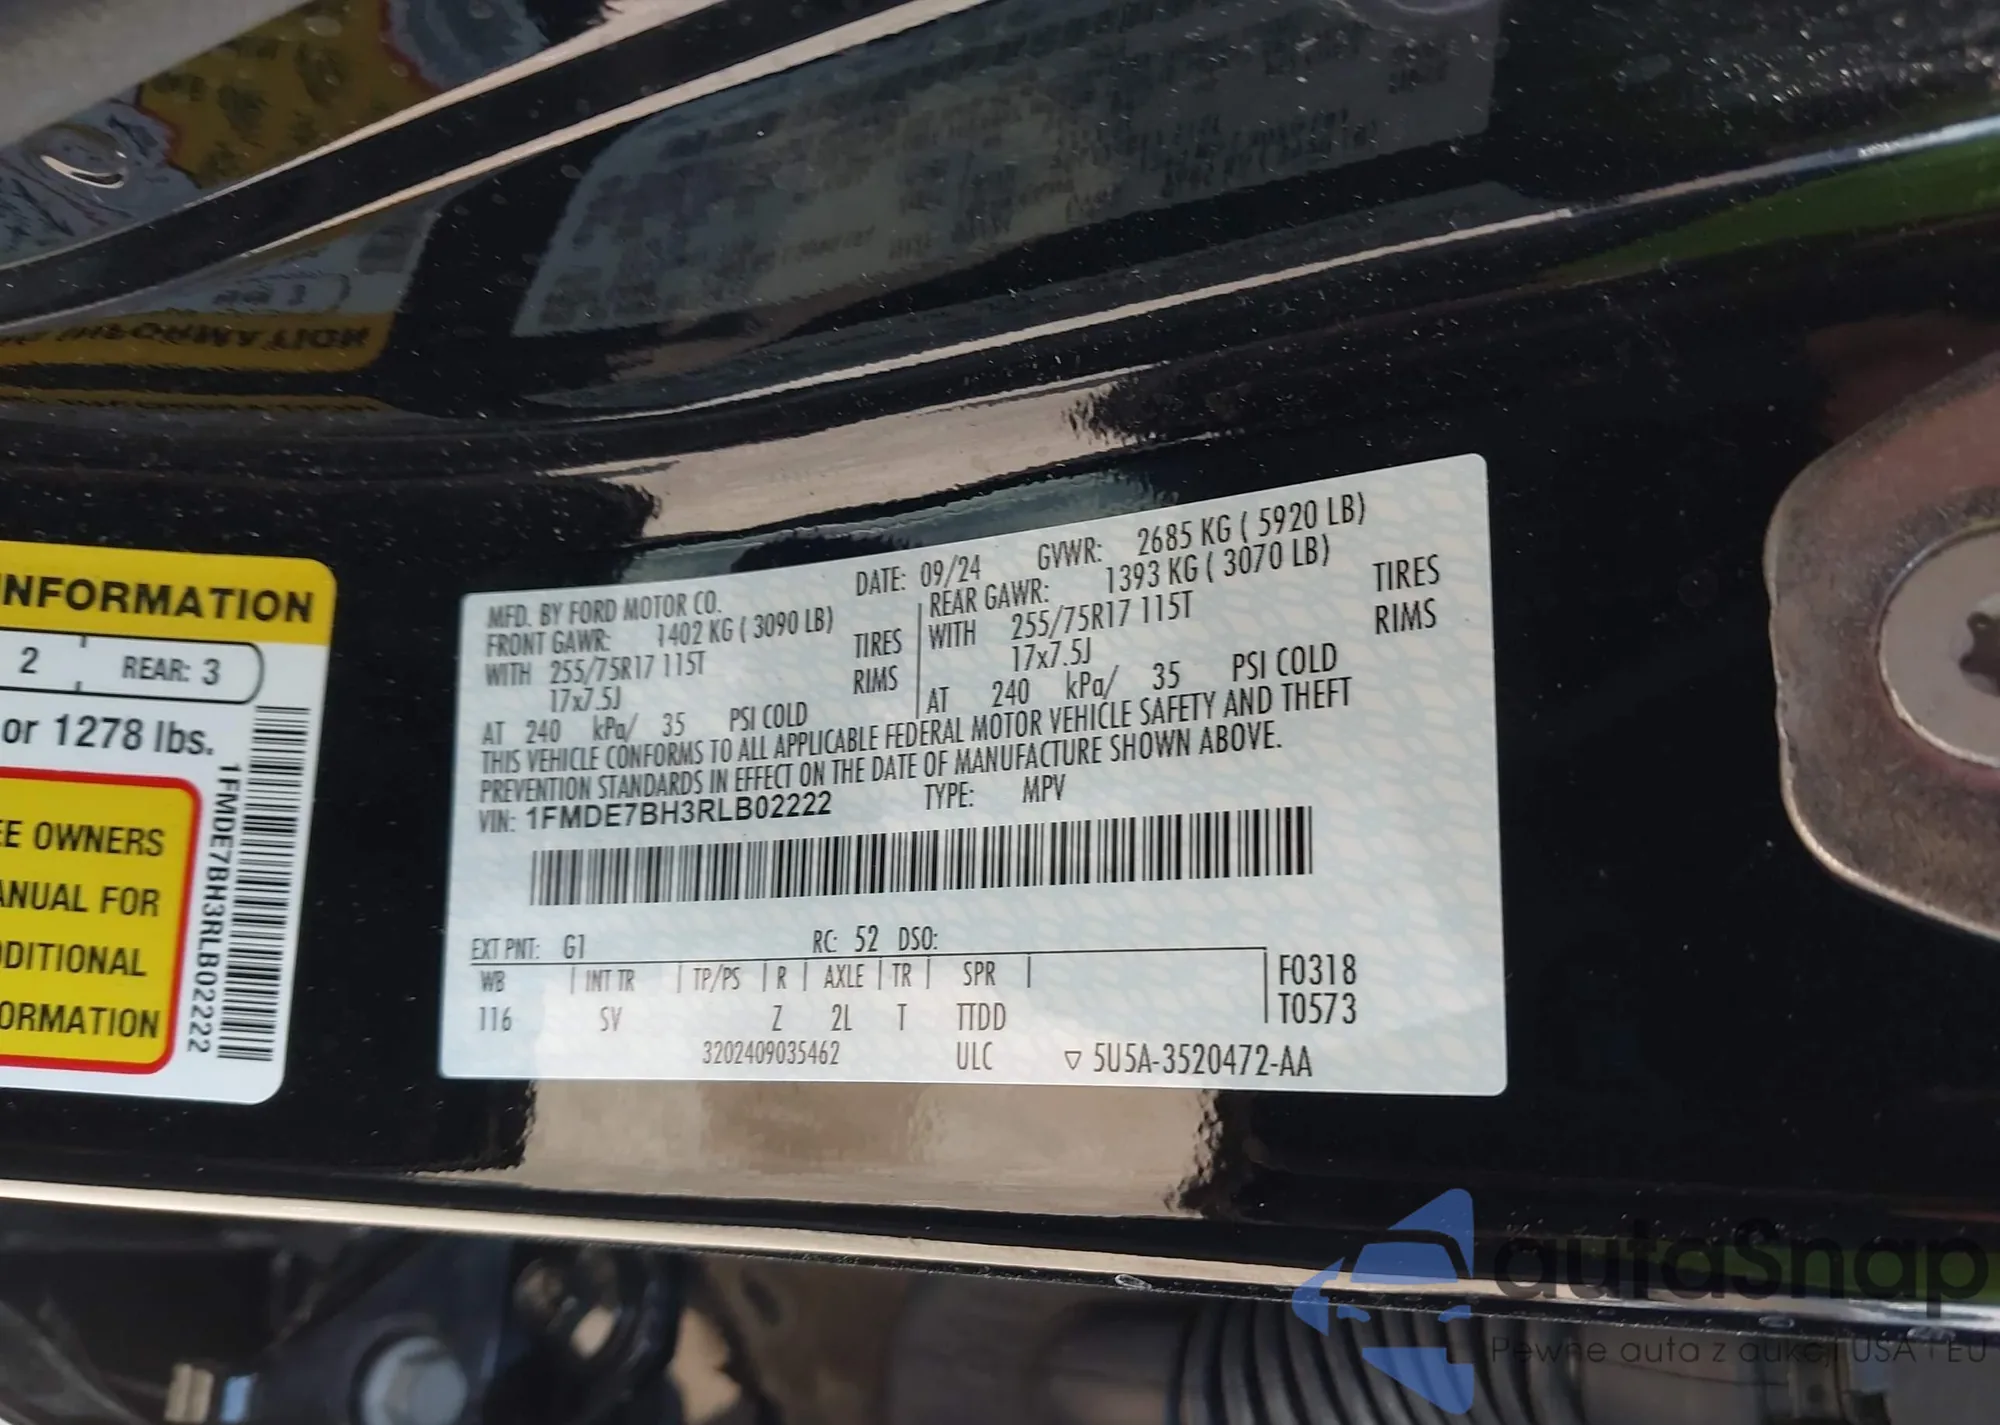 INFORMATION
2 REAR: 3
or 1278 lbs.
OWNERS
FOR
1FMDE7BH3RLB02222
MFD. BY FORD MOTOR CO. DATE: 09/24 GVWR: 2685 KG ( 5920 LB)
FRONT GAWR: 1402 KG ( 3090 LB) REAR GAWR: 1393 KG ( 3070 LB)
WITH 255/75R17 115T TIRES WITH 255/75R17 115T TIRES
17x7.5J RIMS 17x7.5J RIMS
AT 240 kPa/ 35 PSI COLD AT 240 kPa/ 35 PSI COLD
THIS VEHICLE CONFORMS TO ALL APPLICABLE FEDERAL MOTOR VEHICLE SAFETY AND THEFT
PREVENTION STANDARDS IN EFFECT ON THE DATE OF MANUFACTURE SHOWN ABOVE.
VIN: 1FMDE7BH3RLB02222 TYPE: MPV
EXT PNT: G1 RC: 52 DSO:
WB INT TR TP/PS R AXLE TR SPR F0318
116 SV Z 2L T TTDD T0573
3202409035462 ULC ▽ 5U5A-3520472-AA
autaSnap
Pewne auta z aukcji USA i EU